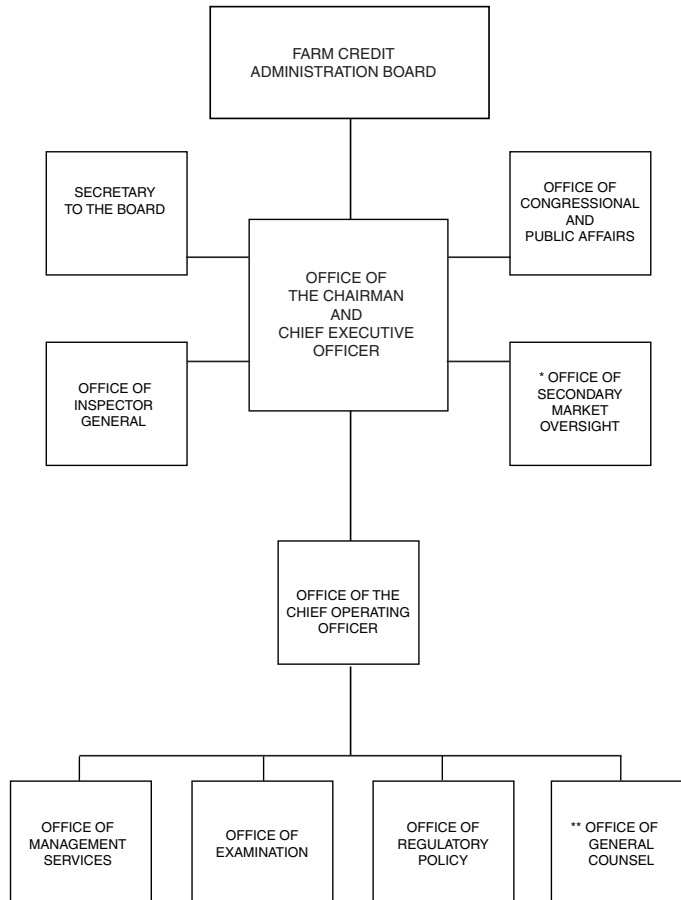 FARM CREDIT
ADMINISTRATION BOARD
SECRETARY
TO THE BOARD
OFFICE OF
CONGRESSIONAL
AND
PUBLIC AFFAIRS
OFFICE OF
THE CHAIRMAN
AND
CHIEF EXECUTIVE
OFFICER
OFFICE OF
INSPECTOR
GENERAL
* OFFICE OF
SECONDARY
MARKET
OVERSIGHT
OFFICE OF THE
CHIEF OPERATING
OFFICER
OFFICE OF
MANAGEMENT
SERVICES
OFFICE OF
EXAMINATION
OFFICE OF
REGULATORY
POLICY
** OFFICE OF
GENERAL
COUNSEL